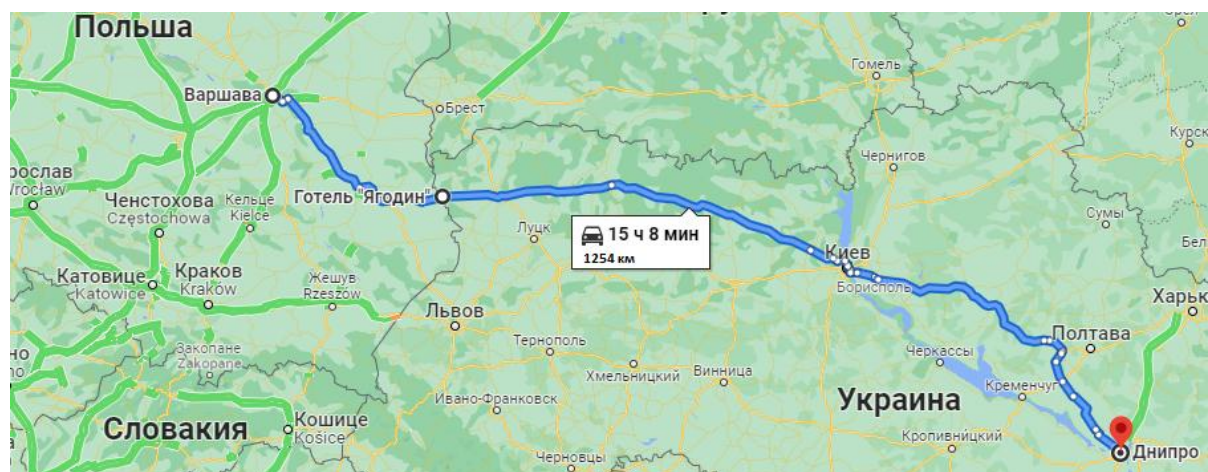 Польша
Гомель
Варшава
Брест
Курск
Чернигов
рослав
Wrocław
Готель "Ягодин"
Ченстохова
Częstochowa
Кельце
Kielce
Сумы
Луцк
15 ч 8 мин
1254 км
Киев
Бел
Борисполь
Катовице
Katowice
Краков
Kraków
Жешув
Rzeszów
Харьк
Львов
Полтава
Тернополь
Закопане
Zakopane
Черкассы
Хмельницкий
Винница
Кременчуг
Ивано-Франковск
Украина
Словакия
Кошице
Košice
Кропивницкий
Днипро
Черновцы